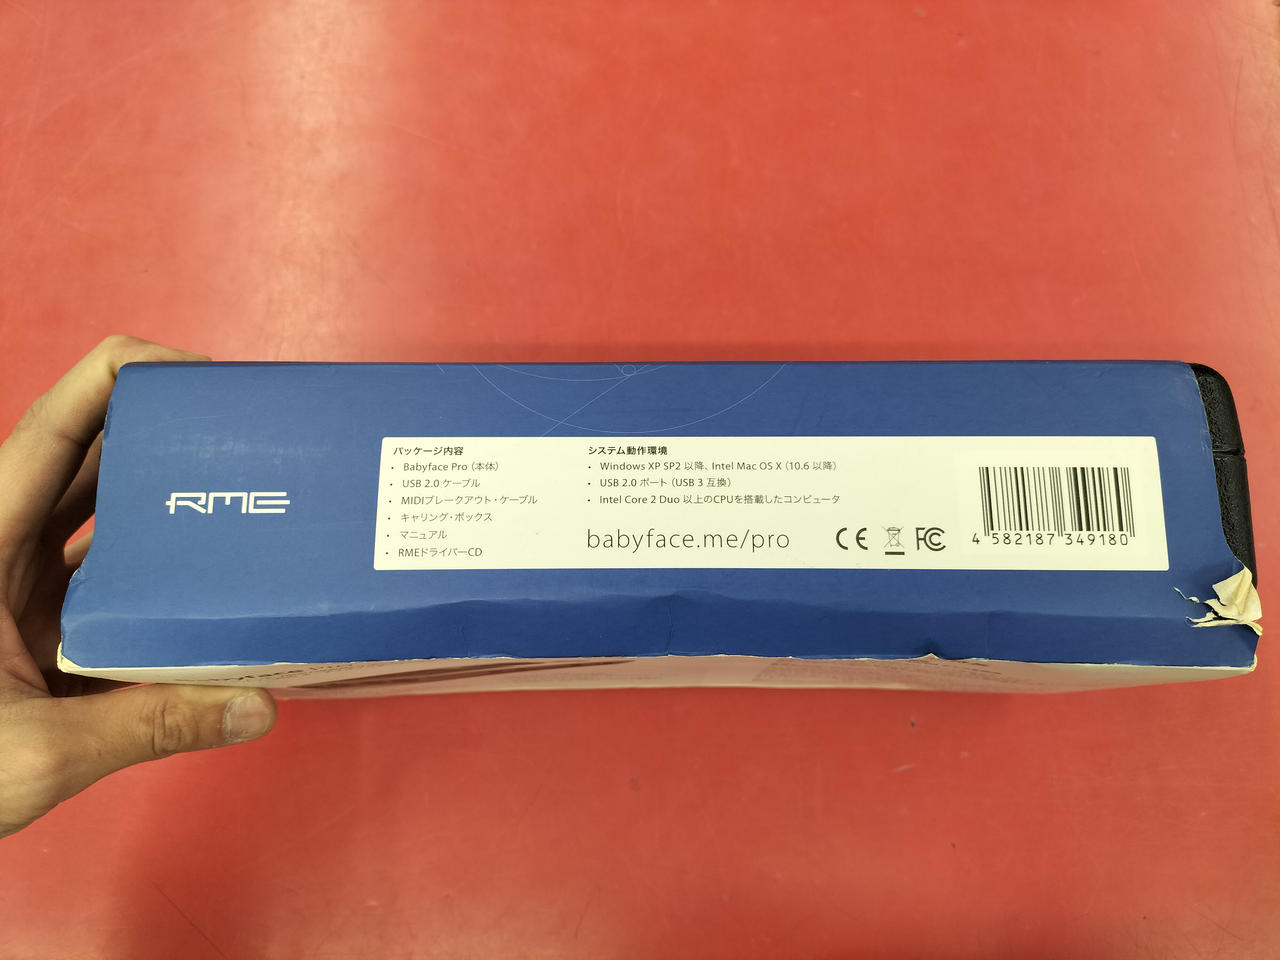 RME
パッケージ内容
・ Babyface Pro（本体）
・ USB 2.0 ケーブル
・ MIDIブレークアウト・ケーブル
・ キャリング・ボックス
・ マニュアル
・ RMEドライバーCD
システム動作環境
・ Windows XP SP2 以降、Intel Mac OS X（10.6 以降）
・ USB 2.0 ポート（USB 3 互換）
・ Intel Core 2 Duo 以上のCPUを搭載したコンピュータ
babyface.me/pro
CE FC
4 582187 349180